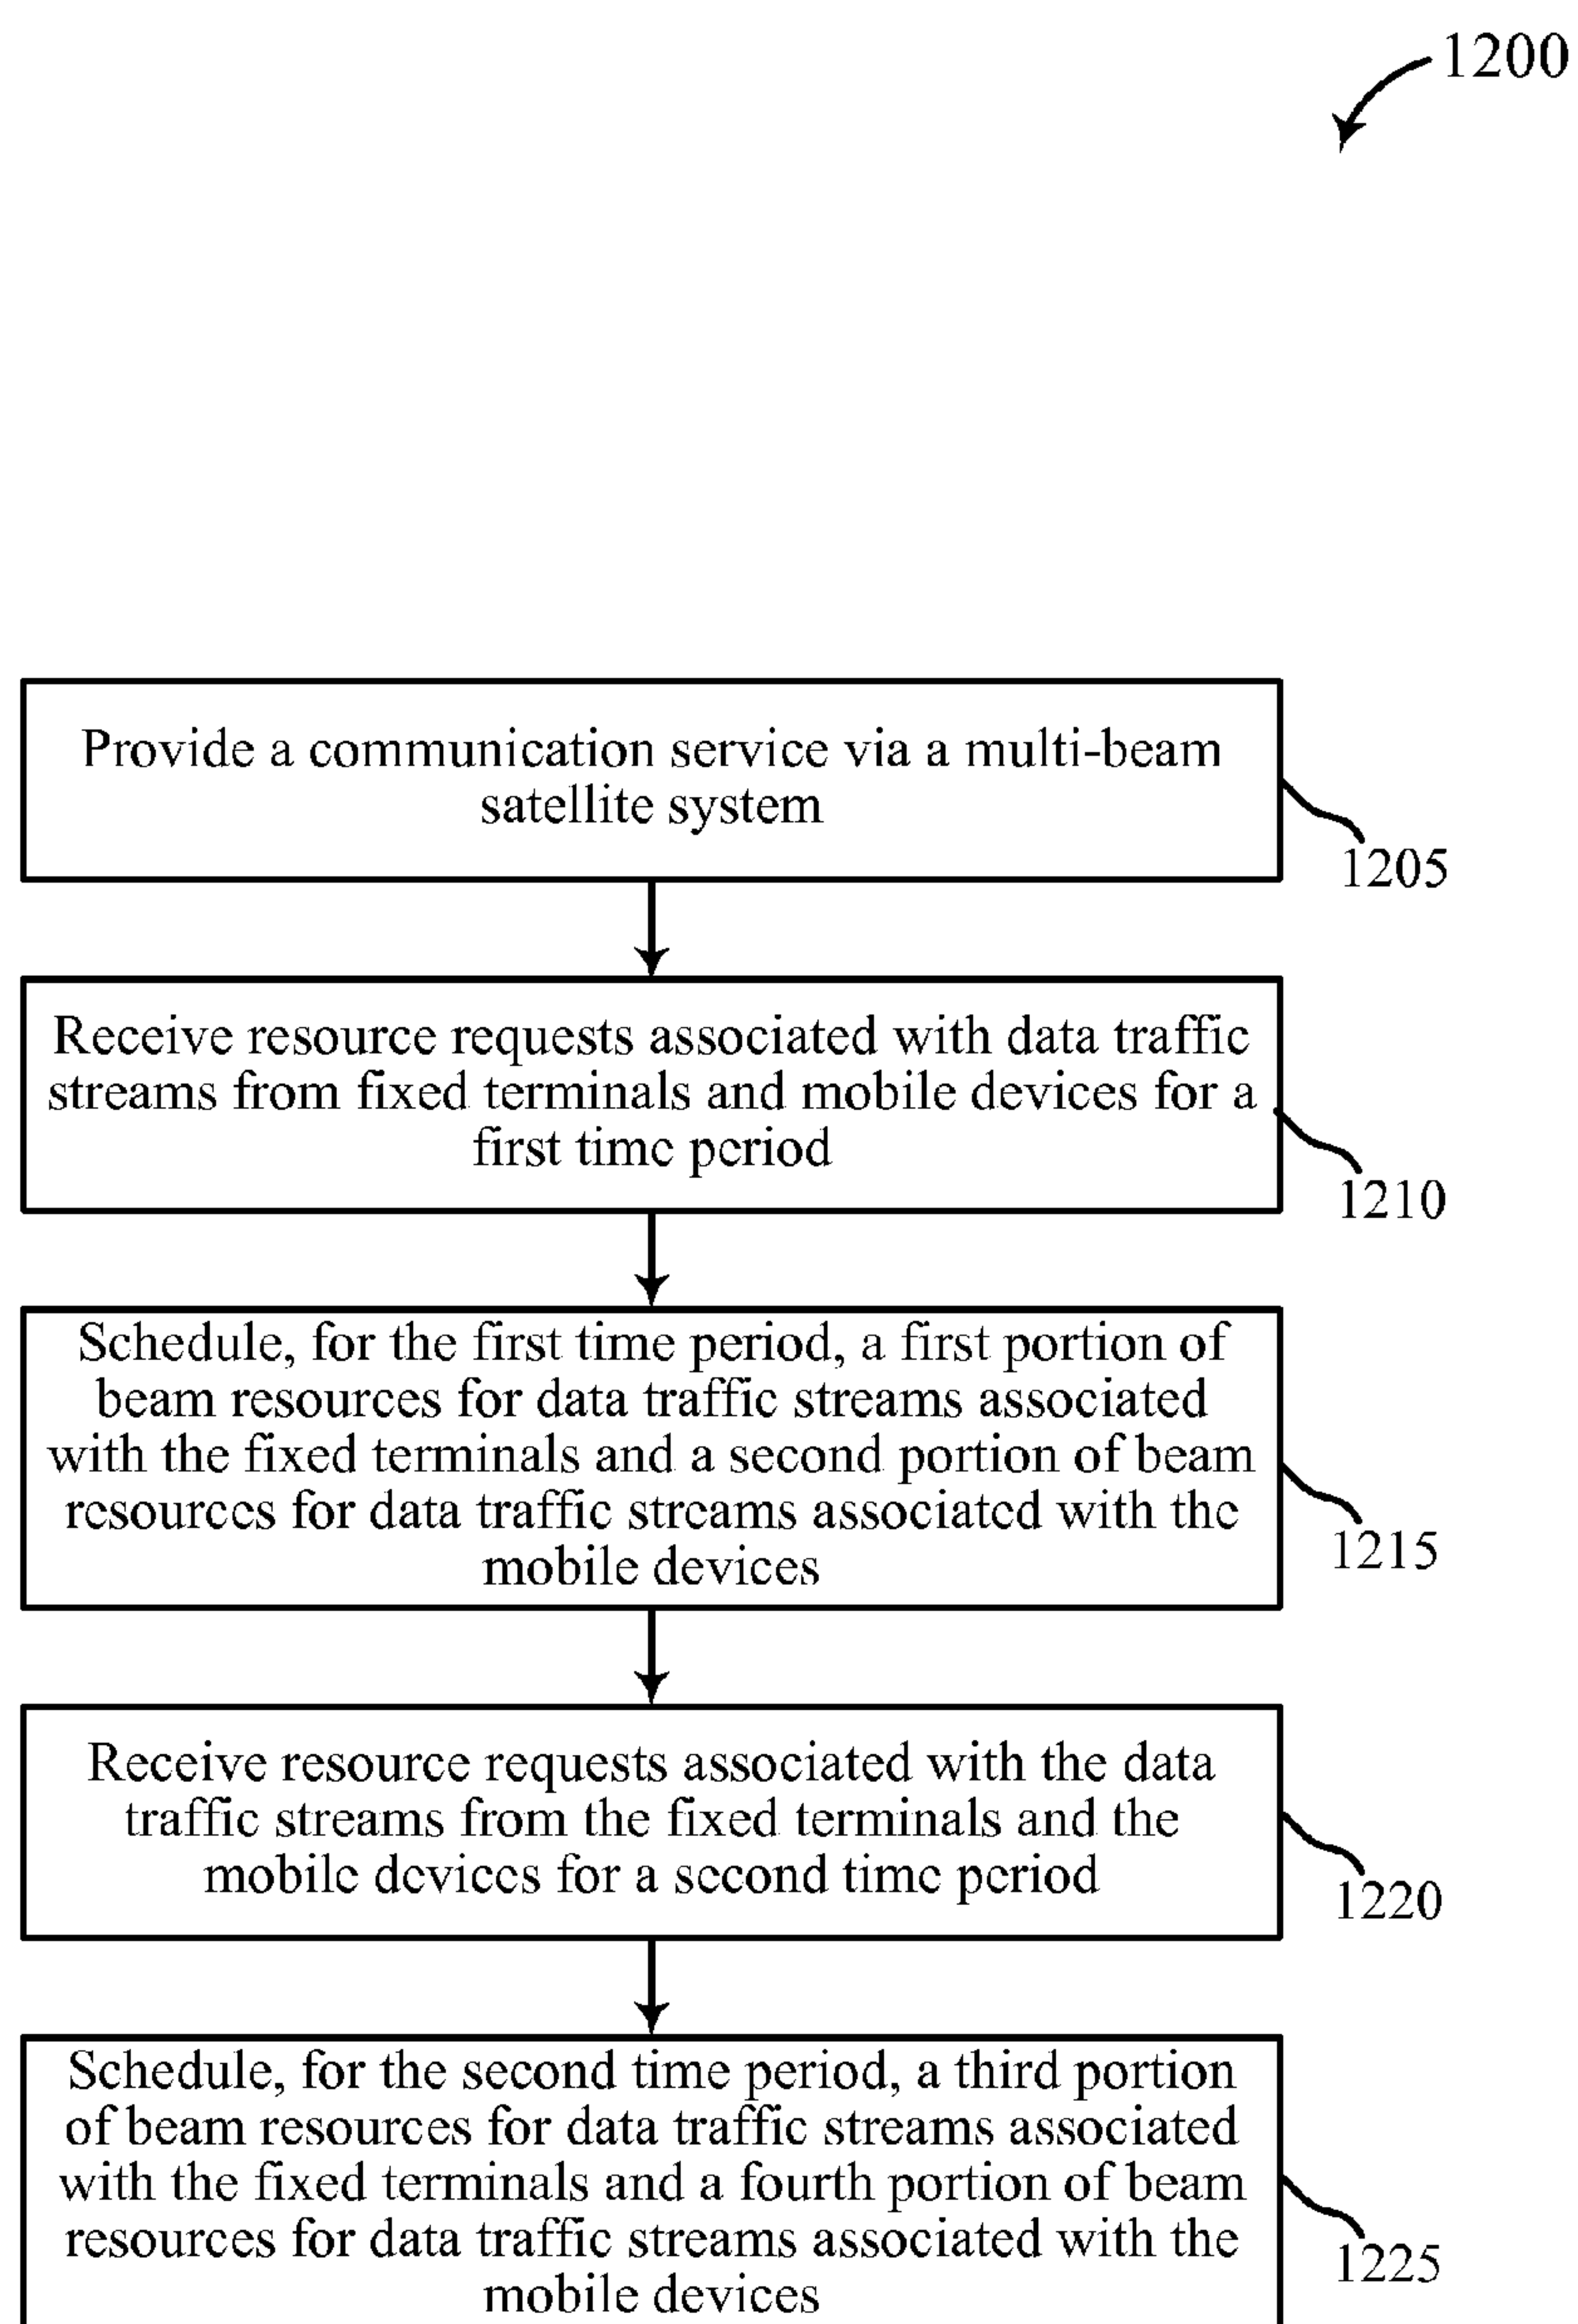 1200
Provide a communication service via a multi-beam
satellite system
1205
Receive resource requests associated with data traffic
streams from fixed terminals and mobile devices for a
first time period
1210
Schedule, for the first time period, a first portion of
beam resources for data traffic streams associated
with the fixed terminals and a second portion of beam
resources for data traffic streams associated with the
mobile devices
1215
Receive resource requests associated with the data
traffic streams from the fixed terminals and the
mobile devices for a second time period
1220
Schedule, for the second time period, a third portion
of beam resources for data traffic streams associated
with the fixed terminals and a fourth portion of beam
resources for data traffic streams associated with the
mobile devices
1225